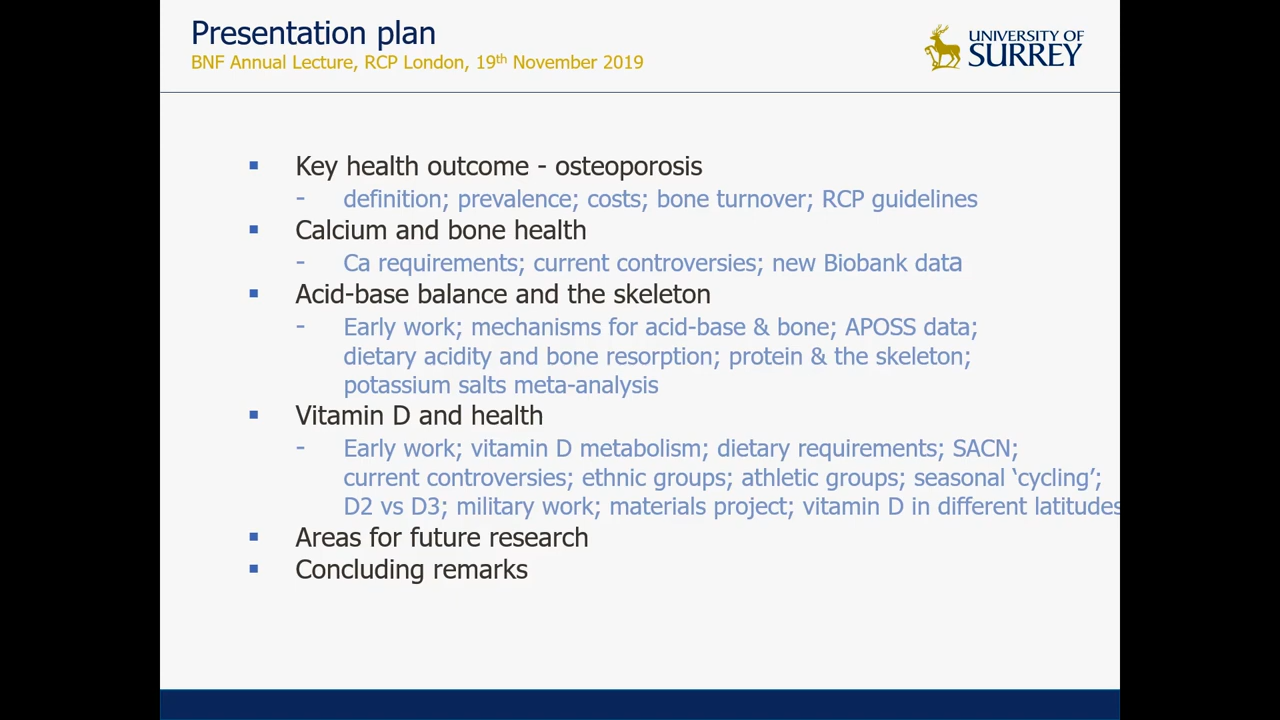 Presentation plan
BNF Annual Lecture, RCP London, 19th November 2019
UNIVERSITY OF
SURREY
▪ Key health outcome - osteoporosis
- definition; prevalence; costs; bone turnover; RCP guidelines
▪ Calcium and bone health
- Ca requirements; current controversies; new Biobank data
▪ Acid-base balance and the skeleton
- Early work; mechanisms for acid-base & bone; APOSS data;
dietary acidity and bone resorption; protein & the skeleton;
potassium salts meta-analysis
▪ Vitamin D and health
- Early work; vitamin D metabolism; dietary requirements; SACN;
current controversies; ethnic groups; athletic groups; seasonal ‘cycling’;
D2 vs D3; military work; materials project; vitamin D in different latitudes
▪ Areas for future research
▪ Concluding remarks